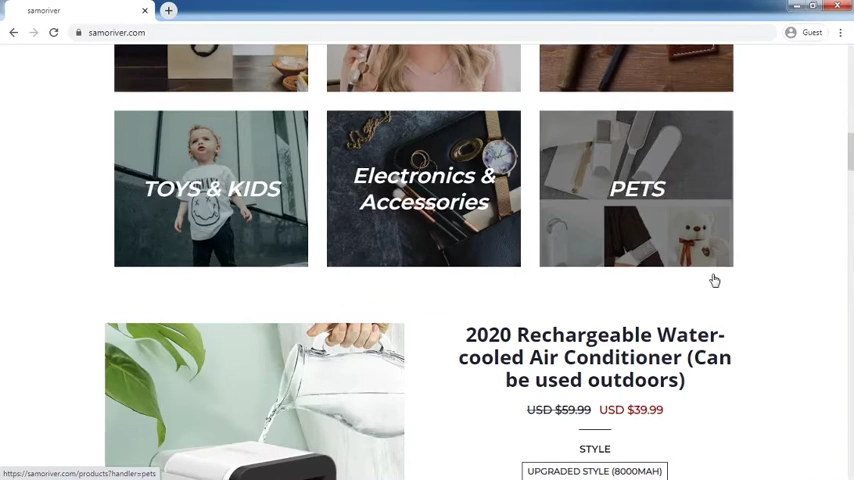 samoriver
samoriver.com
Guest
TOYS & KIDS
Electronics &
Accessories
PETS
2020 Rechargeable Water-
cooled Air Conditioner (Can
be used outdoors)
USD $59.99 USD $39.99
STYLE
UPGRADED STYLE (8000MAH)
https://samoriver.com/products?handler=pets